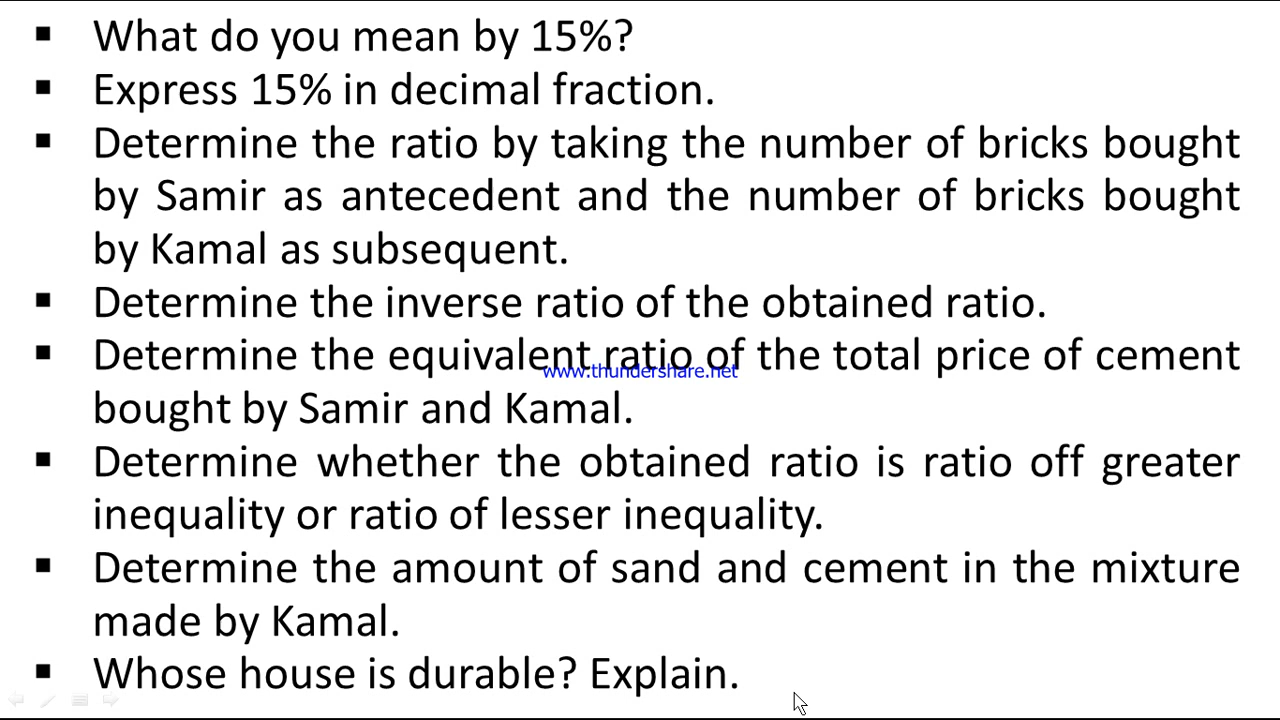 ▪ What do you mean by 15%?
▪ Express 15% in decimal fraction.
▪ Determine the ratio by taking the number of bricks bought
by Samir as antecedent and the number of bricks bought
by Kamal as subsequent.
▪ Determine the inverse ratio of the obtained ratio.
▪ Determine the equivalent ratio of the total price of cement
www.thundershare.net
bought by Samir and Kamal.
▪ Determine whether the obtained ratio is ratio off greater
inequality or ratio of lesser inequality.
▪ Determine the amount of sand and cement in the mixture
made by Kamal.
▪ Whose house is durable? Explain.